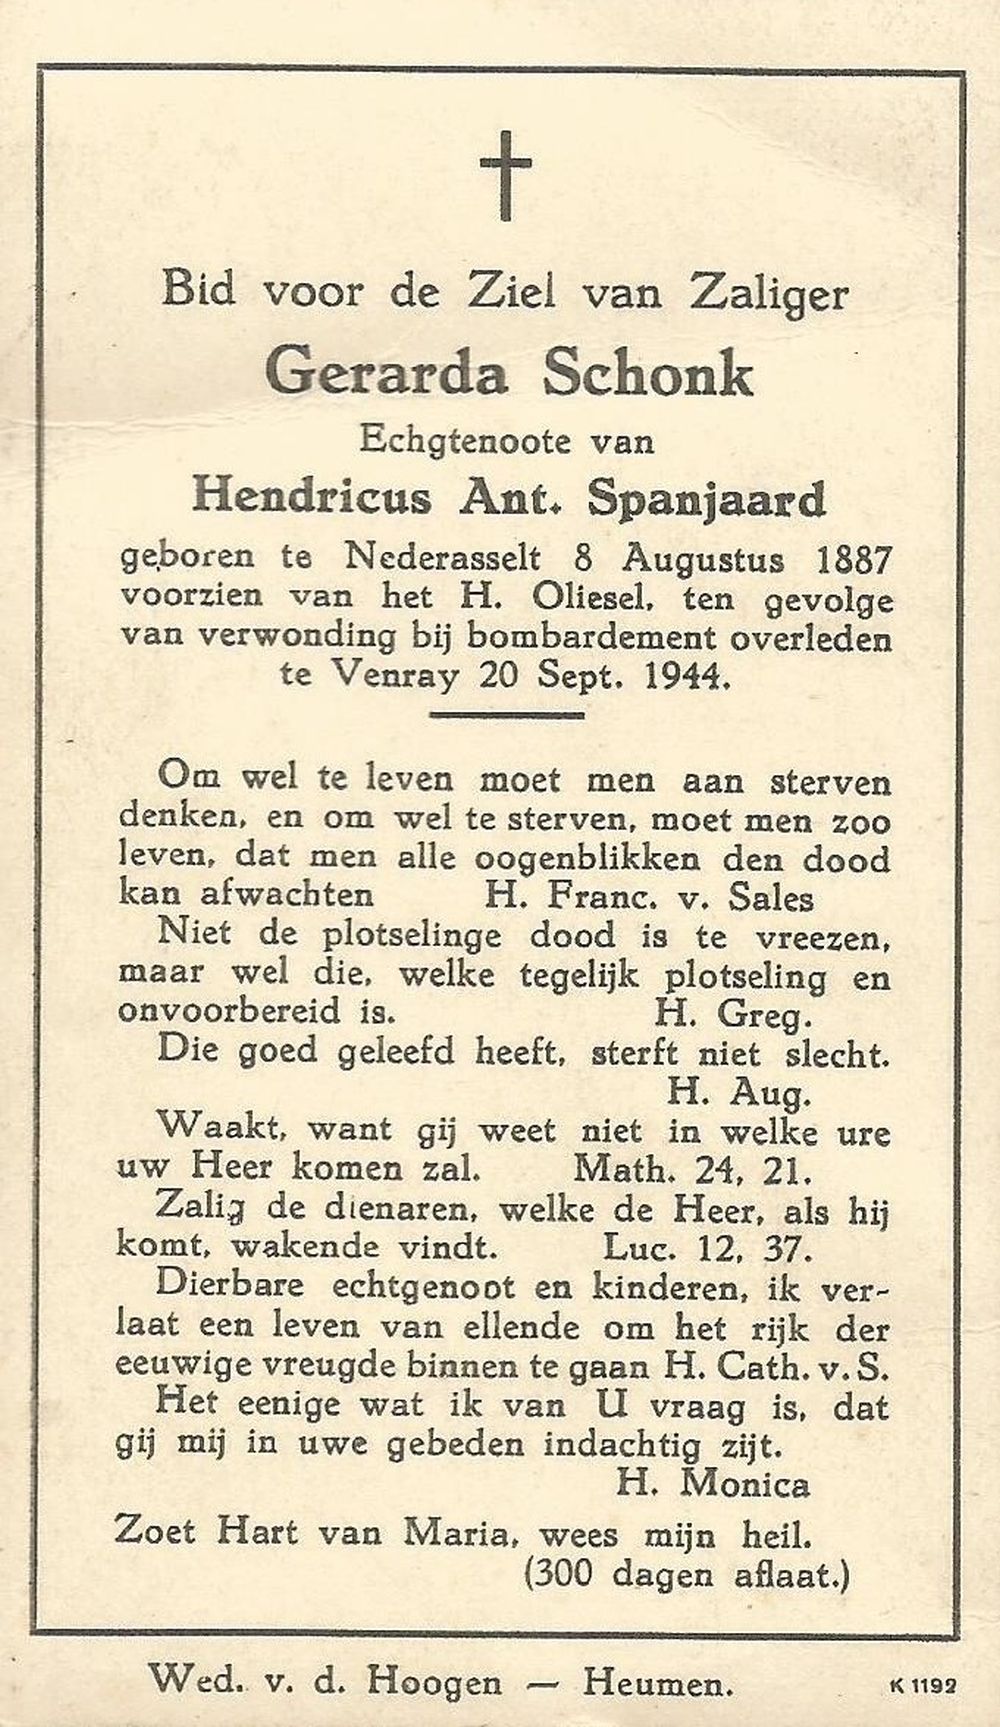 Bid voor de Ziel van Zaliger
Gerarda Schonk
Echgtenoote van
Hendricus Ant. Spanjaard
geboren te Nederasselt 8 Augustus 1887
voorzien van het H. Oliesel, ten gevolge
van verwonding bij bombardement overleden
te Venray 20 Sept. 1944.
Om wel te leven moet men aan sterven
denken, en om wel te sterven, moet men zoo
leven, dat men alle oogenblikken den dood
kan afwachten H. Franc. v. Sales
Niet de plotselinge dood is te vreezen,
maar wel die, welke tegelijk plotseling en
onvoorbereid is. H. Greg.
Die goed geleefd heeft, sterft niet slecht.
H. Aug.
Waakt, want gij weet niet in welke ure
uw Heer komen zal. Math. 24, 21.
Zalig de dienaren, welke de Heer, als hij
komt, wakende vindt. Luc. 12, 37.
Dierbare echtgenoot en kinderen, ik ver-
laat een leven van ellende om het rijk der
eeuwige vreugde binnen te gaan H. Cath. v. S.
Het eenige wat ik van U vraag is, dat
gij mij in uwe gebeden indachtig zijt.
H. Monica
Zoet Hart van Maria, wees mijn heil.
(300 dagen aflaat.)
Wed. v. d. Hoogen — Heumen. K 1192